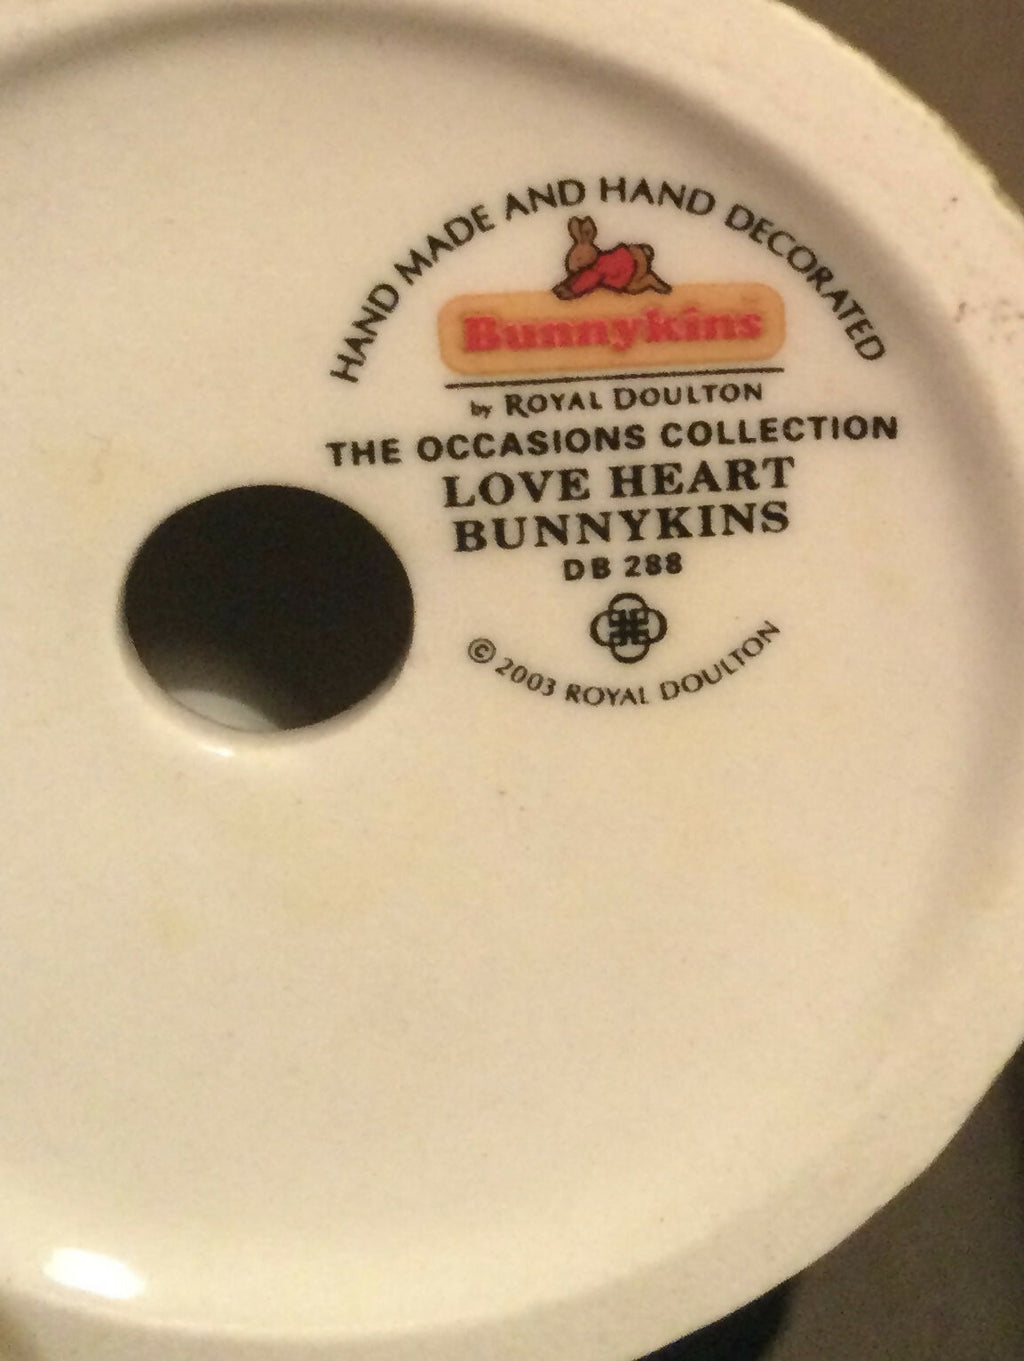 HAND MADE AND HAND DECORATED
Bunnykins
by ROYAL DOULTON
THE OCCASIONS COLLECTION
LOVE HEART
BUNNYKINS
DB 288
© 2003 ROYAL DOULTON